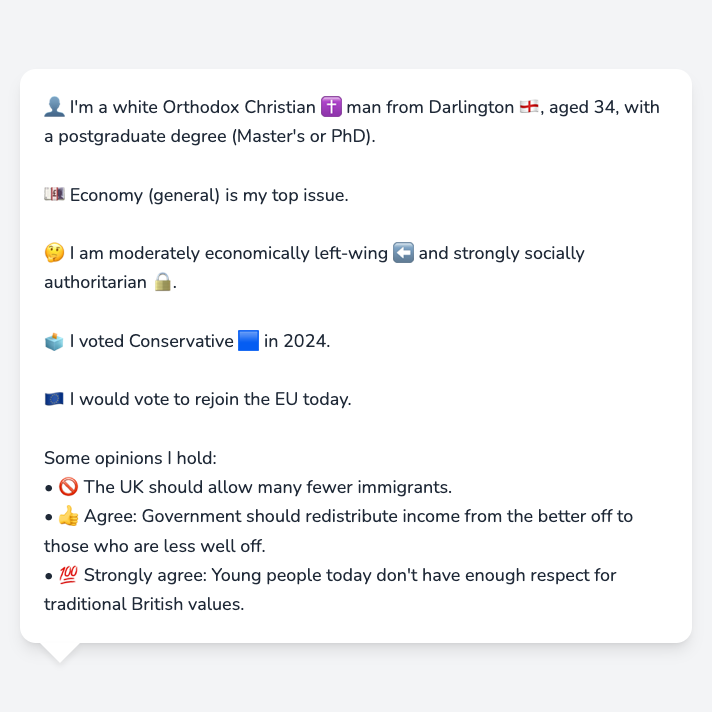 👤 I'm a white Orthodox Christian ✝️ man from Darlington 🏴󠁧󠁢󠁥󠁮󠁧󠁿, aged 34, with
a postgraduate degree (Master's or PhD).
💷 Economy (general) is my top issue.
🤔 I am moderately economically left-wing ⬅️ and strongly socially
authoritarian 🔒.
🗳️ I voted Conservative 🟦 in 2024.
🇪🇺 I would vote to rejoin the EU today.
Some opinions I hold:
• 🚫 The UK should allow many fewer immigrants.
• 👍 Agree: Government should redistribute income from the better off to
those who are less well off.
• 💯 Strongly agree: Young people today don't have enough respect for
traditional British values.